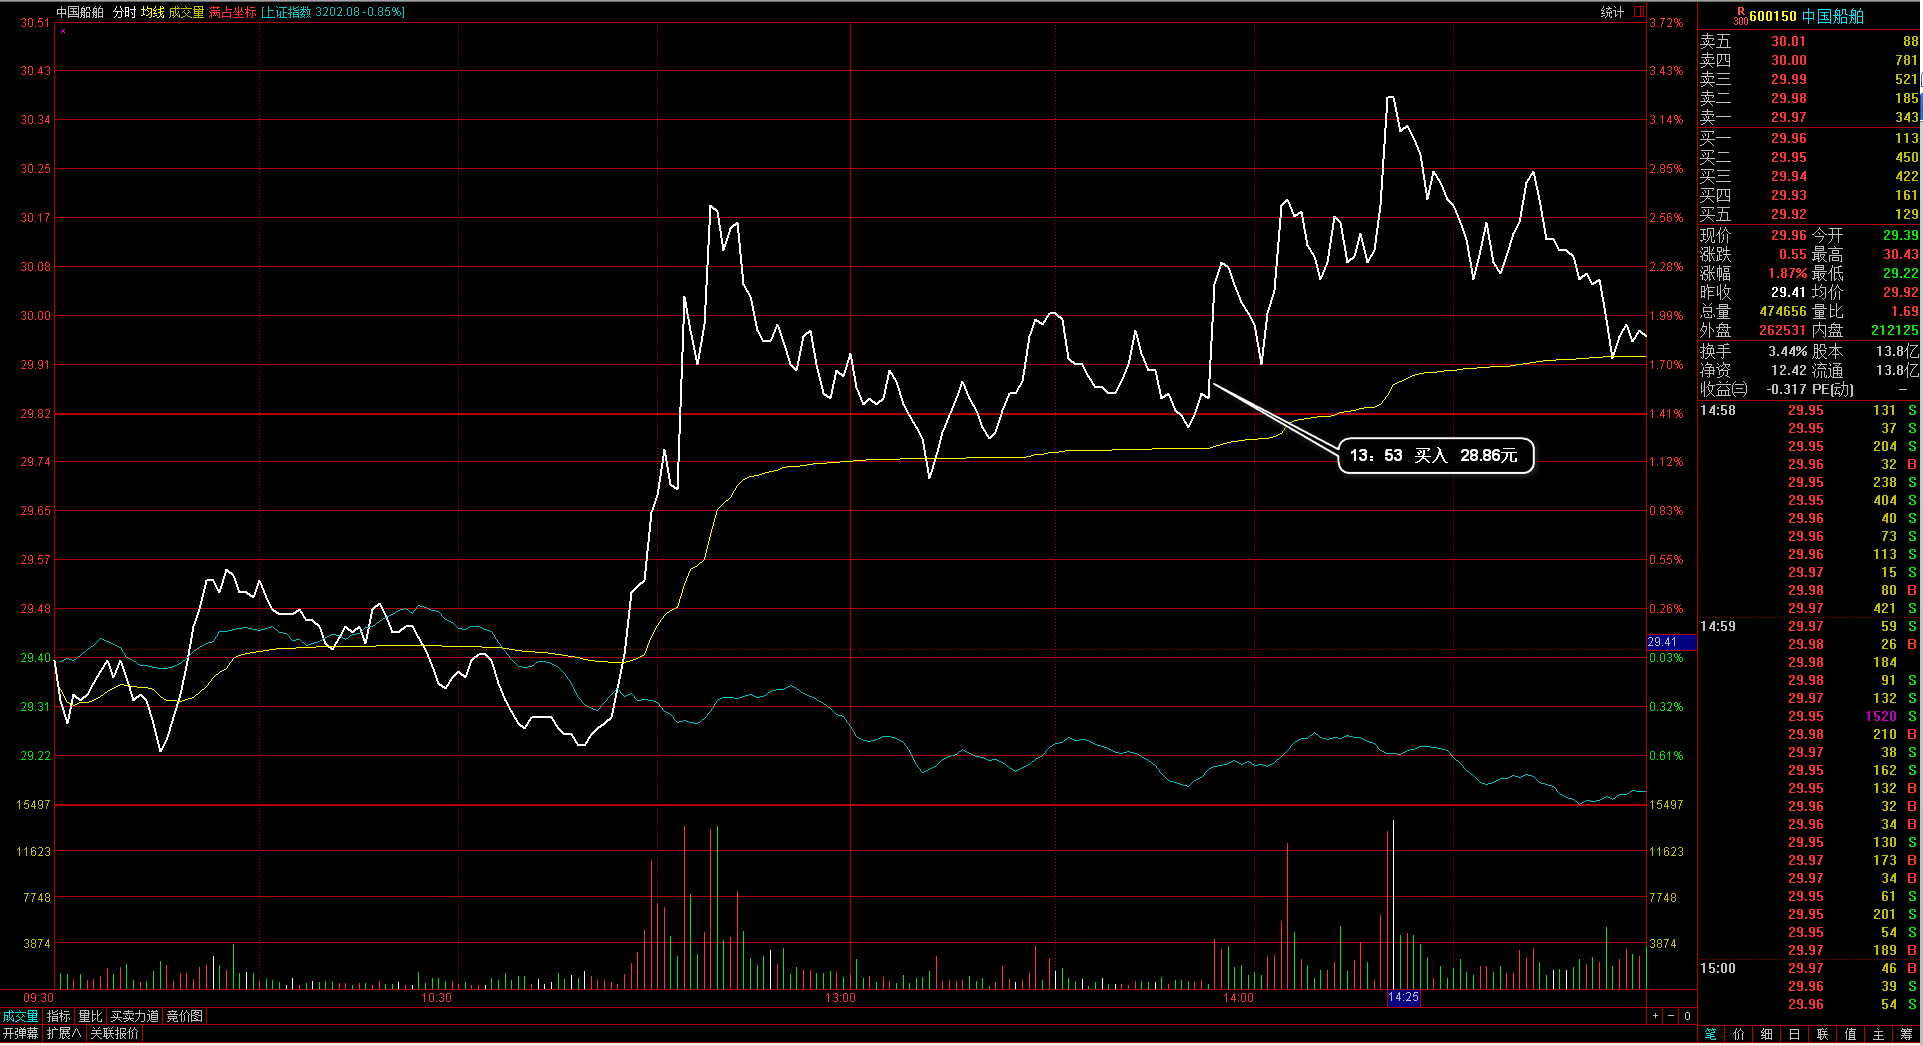 中国船舶 分时 均线 成交量 满占坐标 [上证指数 3202.08 -0.85%]
统计
30.51
30.43
30.34
30.25
30.17
30.08
30.00
29.91
29.82
29.74
29.65
29.57
29.48
29.40
29.31
29.22
15497
11623
7748
3874
3.72%
3.43%
3.14%
2.85%
2.56%
2.28%
1.99%
1.70%
1.41%
1.12%
0.83%
0.55%
0.26%
29.41
0.03%
0.32%
0.61%
15497
11623
7748
3874
13：53 买入 28.86元
09:30 10:30 13:00 14:00 14:25
成交量 指标 量比 买卖力道 竞价图
+ − 0
开弹幕 扩展∧ 关联报价
R 300 600150 中国船舶
卖五 30.01 88
卖四 30.00 781
卖三 29.99 521
卖二 29.98 185
卖一 29.97 343
买一 29.96 113
买二 29.95 450
买三 29.94 422
买四 29.93 161
买五 29.92 129
现价 29.96 今开 29.39
涨跌 0.55 最高 30.43
涨幅 1.87% 最低 29.22
昨收 29.41 均价 29.92
总量 474656 量比 1.69
外盘 262531 内盘 212125
换手 3.44% 股本 13.8亿
净资 12.42 流通 13.8亿
收益㈢ -0.317 PE(动) −
14:58 29.95 131 S
29.95 37 S
29.95 204 S
29.96 32 B
29.95 238 S
29.95 404 S
29.96 40 S
29.96 73 S
29.96 113 S
29.97 15 S
29.98 80 B
29.97 421 S
14:59 29.97 59 S
29.98 26 B
29.98 184
29.98 91 S
29.97 132 S
29.95 1520 S
29.98 210 B
29.97 38 S
29.95 162 S
29.95 132 B
29.96 32 B
29.96 34 B
29.95 130 S
29.97 173 B
29.97 34 B
29.95 61 S
29.95 201 S
29.95 54 S
29.97 189 B
15:00 29.97 46 B
29.96 39 S
29.96 54 S
笔 价 细 日 联 值 主 筹